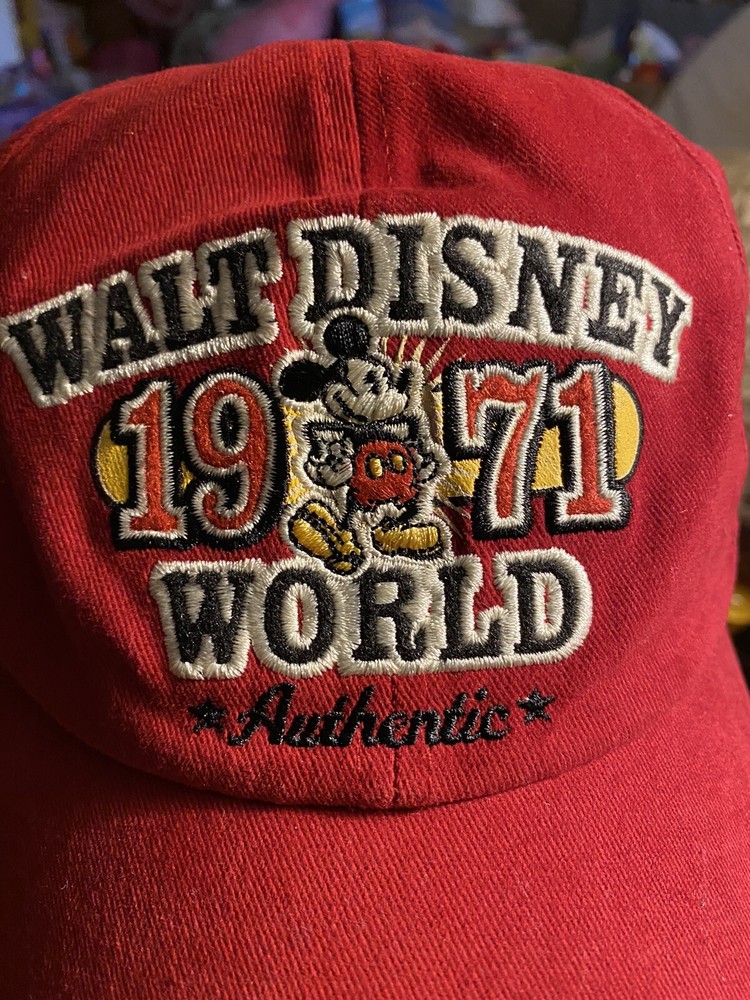 WALT DISNEY
1971
WORLD
★ Authentic ★